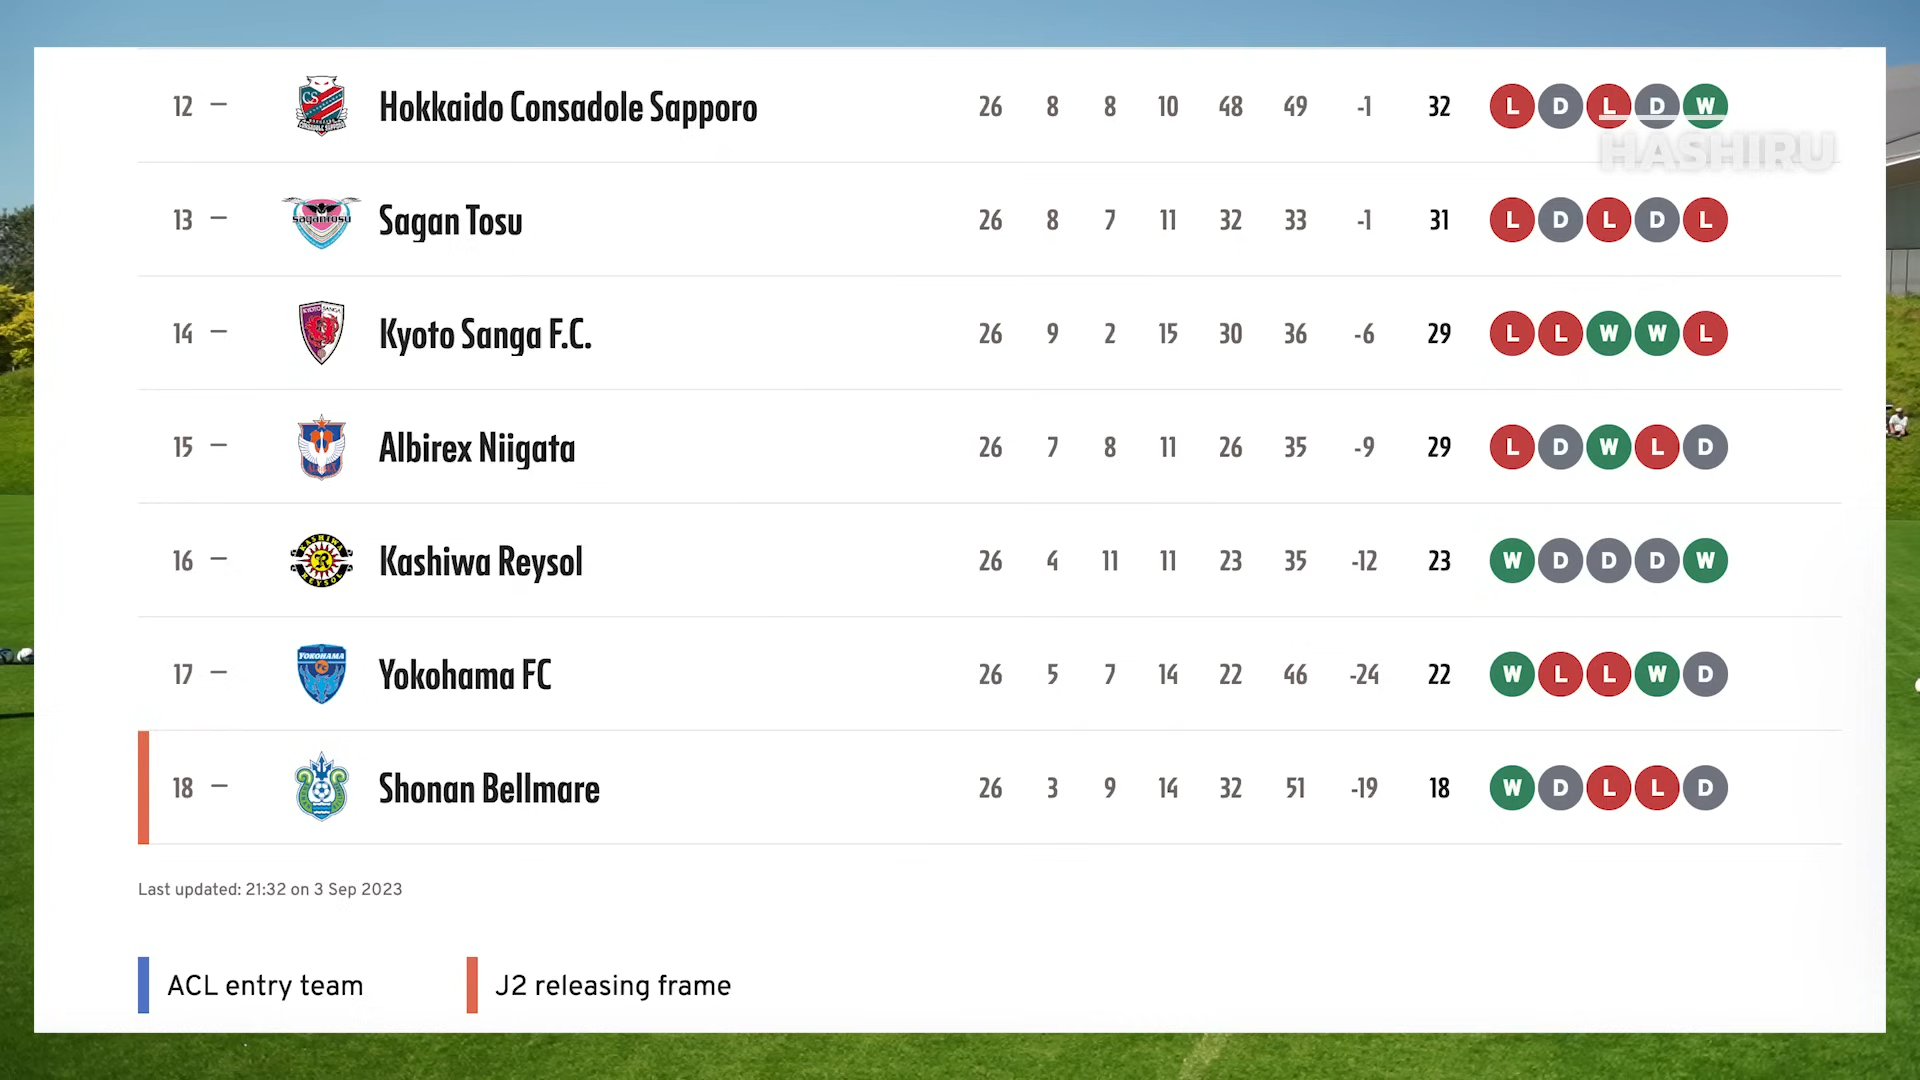 12 — Hokkaido Consadole Sapporo 26 8 8 10 48 49 -1 32 L D L D W
HASHIRU
13 — Sagan Tosu 26 8 7 11 32 33 -1 31 L D L D L
14 — Kyoto Sanga F.C. 26 9 2 15 30 36 -6 29 L L W W L
15 — Albirex Niigata 26 7 8 11 26 35 -9 29 L D W L D
16 — Kashiwa Reysol 26 4 11 11 23 35 -12 23 W D D D W
17 — Yokohama FC 26 5 7 14 22 46 -24 22 W L L W D
18 — Shonan Bellmare 26 3 9 14 32 51 -19 18 W D L L D
Last updated: 21:32 on 3 Sep 2023
ACL entry team J2 releasing frame